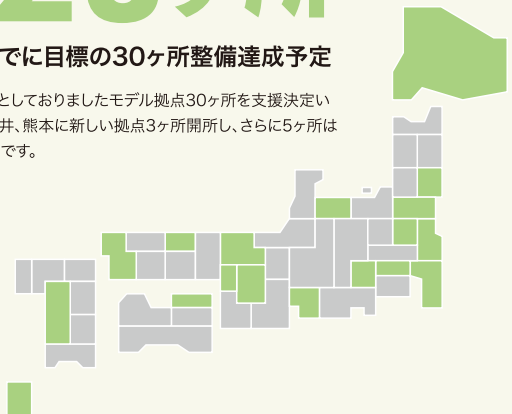 でに目標の30ヶ所整備達成予定
としておりましたモデル拠点30ヶ所を支援決定い
井、熊本に新しい拠点3ヶ所開所し、さらに5ヶ所は
です。